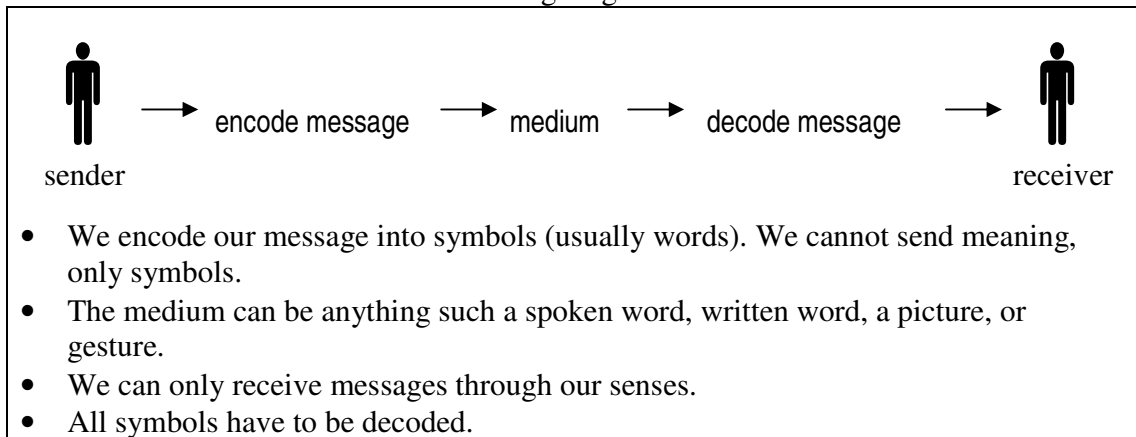 encode message medium decode message
sender receiver
• We encode our message into symbols (usually words). We cannot send meaning,
only symbols.
• The medium can be anything such a spoken word, written word, a picture, or
gesture.
• We can only receive messages through our senses.
• All symbols have to be decoded.